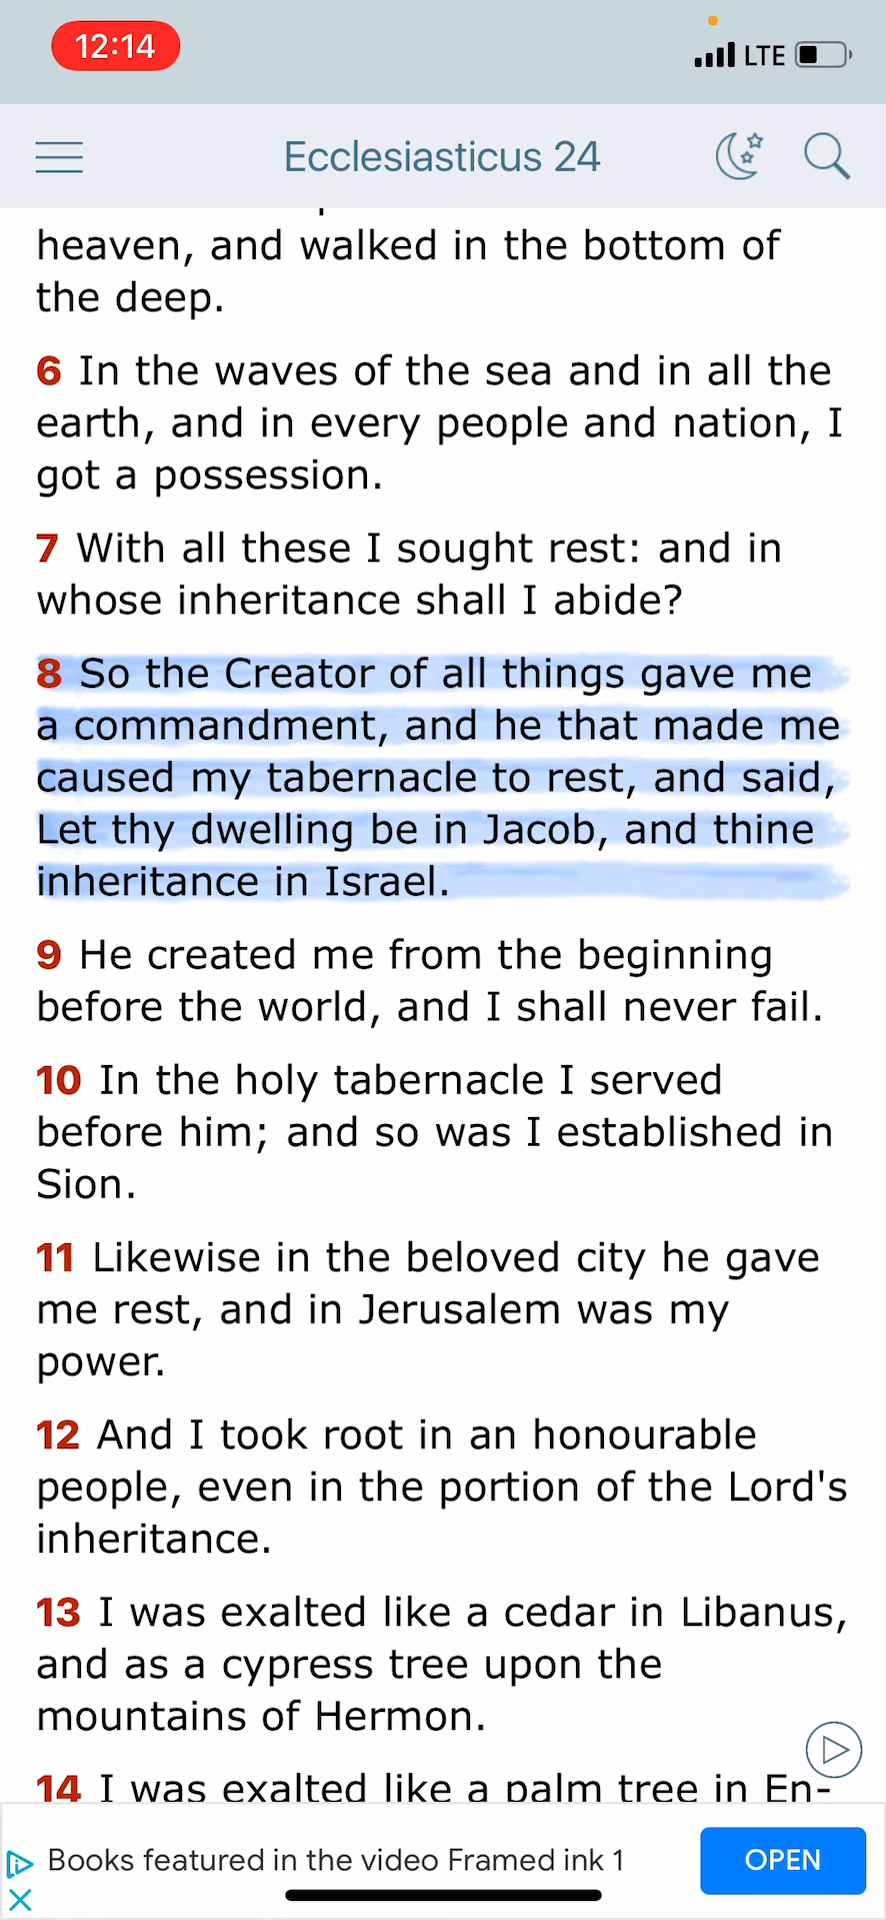 12:14
LTE
Ecclesiasticus 24
heaven, and walked in the bottom of
the deep.
6 In the waves of the sea and in all the
earth, and in every people and nation, I
got a possession.
7 With all these I sought rest: and in
whose inheritance shall I abide?
8 So the Creator of all things gave me
a commandment, and he that made me
caused my tabernacle to rest, and said,
Let thy dwelling be in Jacob, and thine
inheritance in Israel.
9 He created me from the beginning
before the world, and I shall never fail.
10 In the holy tabernacle I served
before him; and so was I established in
Sion.
11 Likewise in the beloved city he gave
me rest, and in Jerusalem was my
power.
12 And I took root in an honourable
people, even in the portion of the Lord's
inheritance.
13 I was exalted like a cedar in Libanus,
and as a cypress tree upon the
mountains of Hermon.
14 I was exalted like a palm tree in En-
Books featured in the video Framed ink 1
OPEN